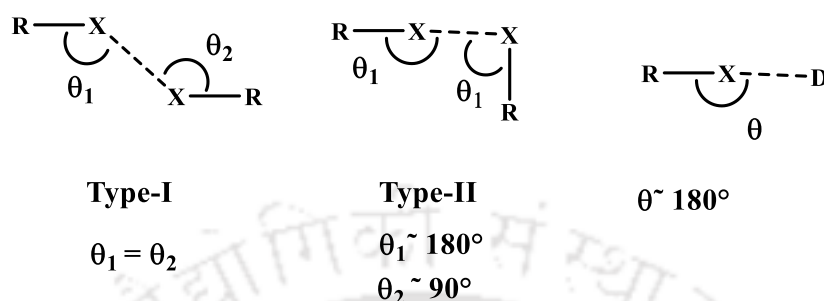 R X X R θ₁ θ₂
R X X R θ₁ θ₁
R X D θ
Type-I
θ₁ = θ₂
Type-II
θ₁ ~ 180°
θ₂ ~ 90°
θ ~ 180°